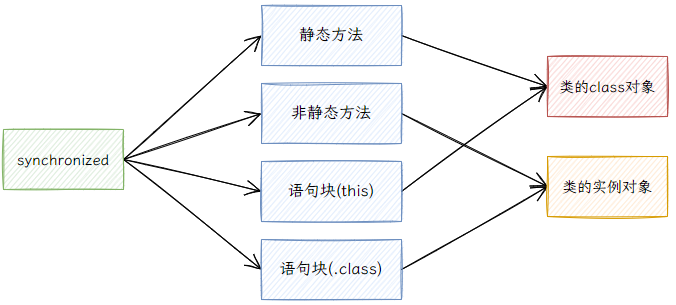 静态方法
类的class对象
非静态方法
synchronized
语句块(this)
类的实例对象
语句块(.class)